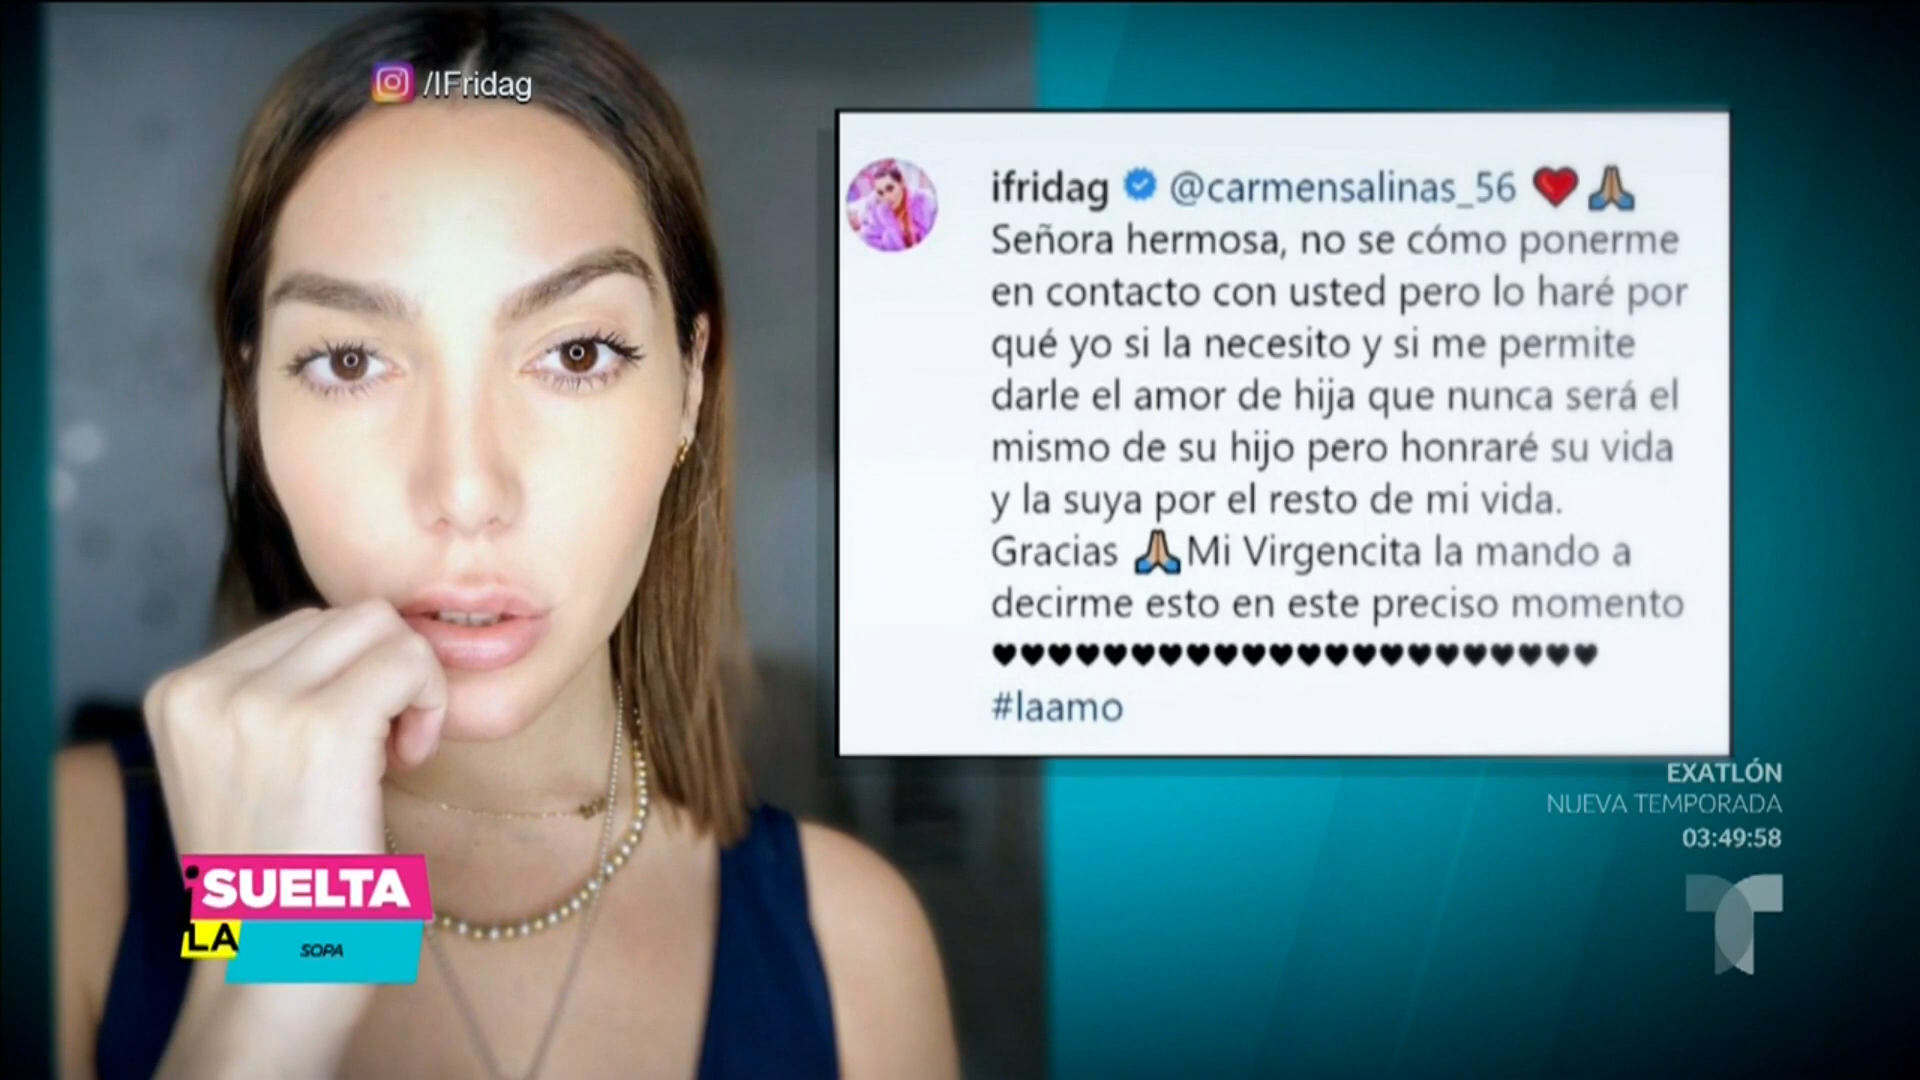 /IFridag
ifridag @carmensalinas_56 ❤️🙏🏼
Señora hermosa, no se cómo ponerme
en contacto con usted pero lo haré por
qué yo si la necesito y si me permite
darle el amor de hija que nunca será el
mismo de su hijo pero honraré su vida
y la suya por el resto de mi vida.
Gracias 🙏🏼Mi Virgencita la mando a
decirme esto en este preciso momento
♥♥♥♥♥♥♥♥♥♥♥♥♥♥♥♥♥♥♥♥♥♥
#laamo
EXATLÓN
NUEVA TEMPORADA
03:49:58
¡SUELTA
LA
SOPA